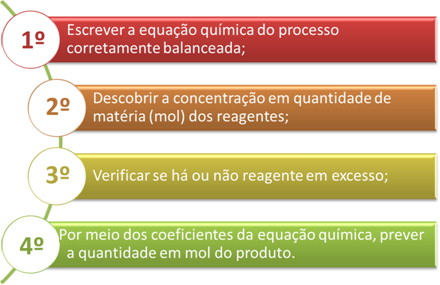 1º
Escrever a equação química do processo
corretamente balanceada;
2º
Descobrir a concentração em quantidade de
matéria (mol) dos reagentes;
3º
Verificar se há ou não reagente em excesso;
4º
Por meio dos coeficientes da equação química, prever
a quantidade em mol do produto.